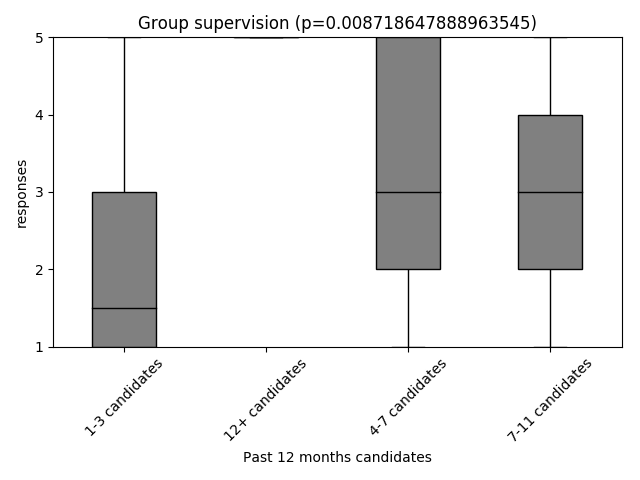 Group supervision (p=0.008718647888963545)
responses
5
4
3
2
1
1-3 candidates
12+ candidates
4-7 candidates
7-11 candidates
Past 12 months candidates